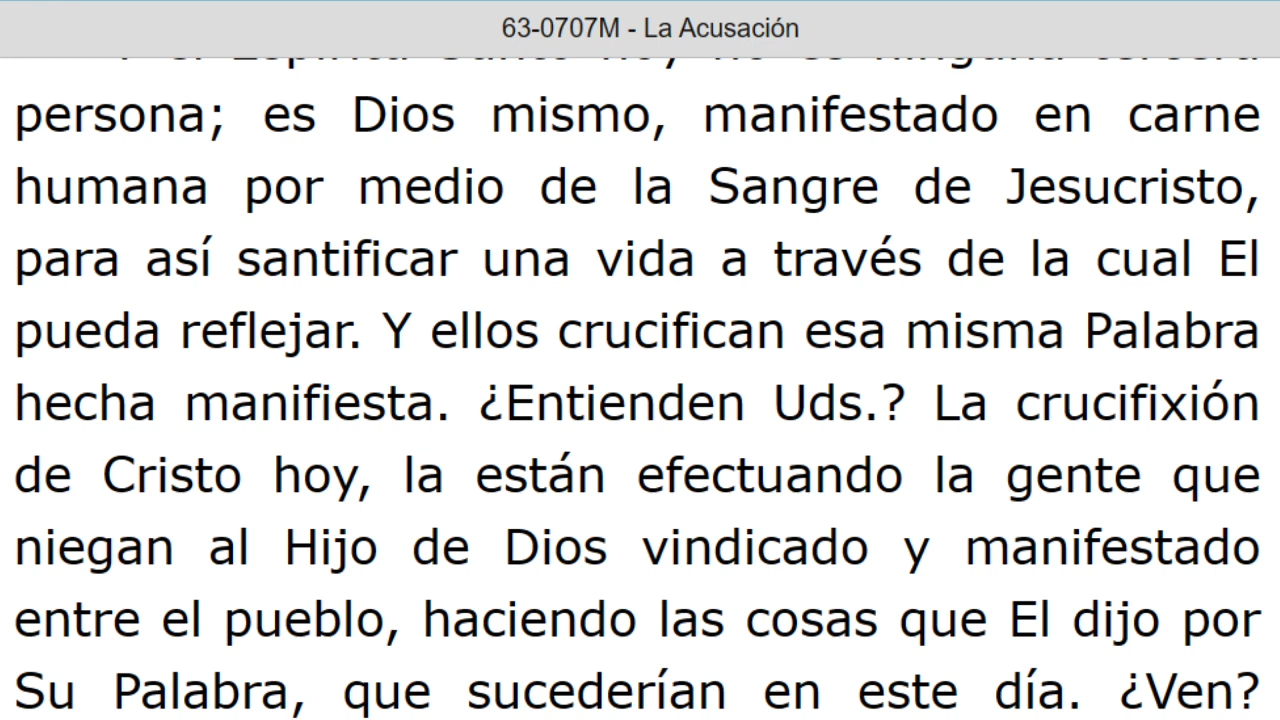 63-0707M - La Acusación
persona; es Dios mismo, manifestado en carne
humana por medio de la Sangre de Jesucristo,
para así santificar una vida a través de la cual El
pueda reflejar. Y ellos crucifican esa misma Palabra
hecha manifiesta. ¿Entienden Uds.? La crucifixión
de Cristo hoy, la están efectuando la gente que
niegan al Hijo de Dios vindicado y manifestado
entre el pueblo, haciendo las cosas que El dijo por
Su Palabra, que sucederían en este día. ¿Ven?